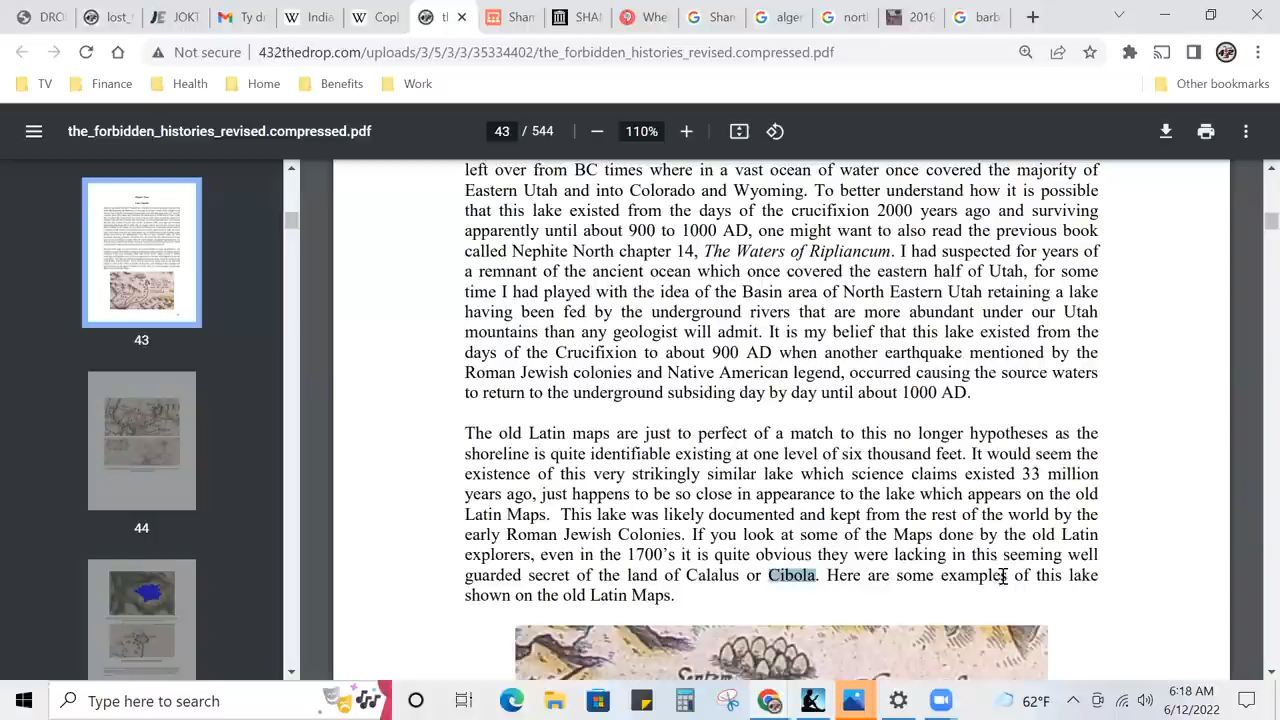 DRC
lost_
JOKT
Ty d
India
Copl
th
Sham
SHA
Whe
Shar
alger
nort
2016
barb
Not secure
432thedrop.com/uploads/3/5/3/3/35334402/the_forbidden_histories_revised.compressed.pdf
TV
Finance
Health
Home
Benefits
Work
Other bookmarks
the_forbidden_histories_revised.compressed.pdf
43 / 544
110%
43
44
left over from BC times where in a vast ocean of water once covered the majority of
Eastern Utah and into Colorado and Wyoming. To better understand how it is possible
that this lake existed from the days of the crucifixion 2000 years ago and surviving
apparently until about 900 to 1000 AD, one might want to also read the previous book
called Nephite North chapter 14, The Waters of Ripliancum. I had suspected for years of
a remnant of the ancient ocean which once covered the eastern half of Utah, for some
time I had played with the idea of the Basin area of North Eastern Utah retaining a lake
having been fed by the underground rivers that are more abundant under our Utah
mountains than any geologist will admit. It is my belief that this lake existed from the
days of the Crucifixion to about 900 AD when another earthquake mentioned by the
Roman Jewish colonies and Native American legend, occurred causing the source waters
to return to the underground subsiding day by day until about 1000 AD.
The old Latin maps are just to perfect of a match to this no longer hypotheses as the
shoreline is quite identifiable existing at one level of six thousand feet. It would seem the
existence of this very strikingly similar lake which science claims existed 33 million
years ago, just happens to be so close in appearance to the lake which appears on the old
Latin Maps. This lake was likely documented and kept from the rest of the world by the
early Roman Jewish Colonies. If you look at some of the Maps done by the old Latin
explorers, even in the 1700's it is quite obvious they were lacking in this seeming well
guarded secret of the land of Calalus or Cibola. Here are some examples of this lake
shown on the old Latin Maps.
Type here to search
62°F
6:18 AM
6/12/2022